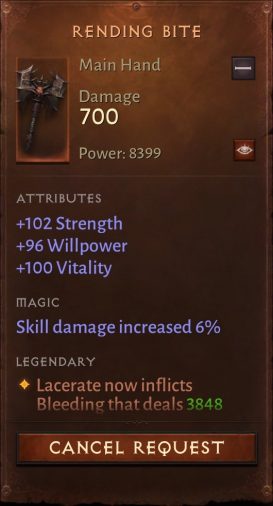 RENDING BITE
Main Hand
Damage
700
Power: 8399
ATTRIBUTES
+102 Strength
+96 Willpower
+100 Vitality
MAGIC
Skill damage increased 6%
LEGENDARY
Lacerate now inflicts
Bleeding that deals 3848
CANCEL REQUEST